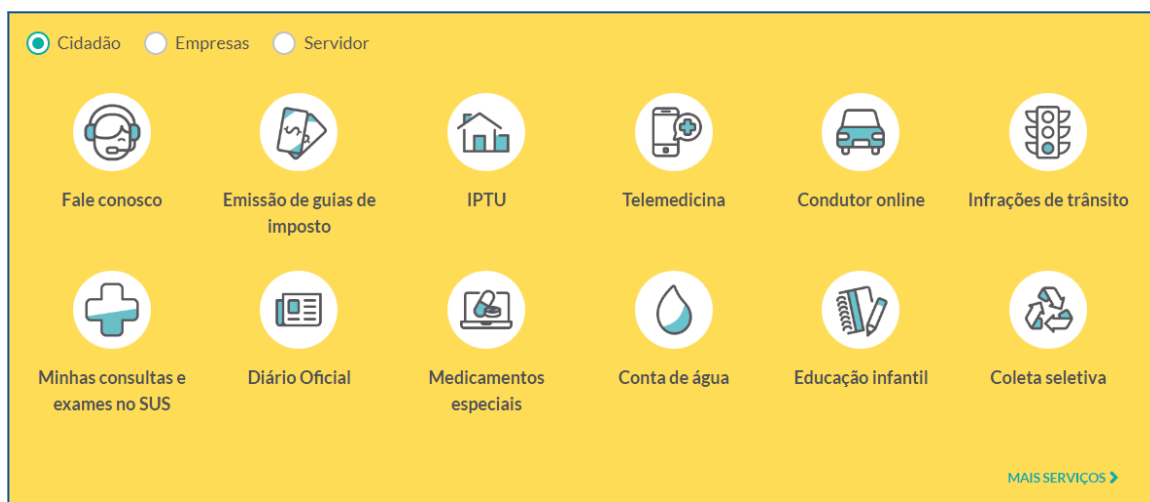 Cidadão Empresas Servidor
Fale conosco
Emissão de guias de
imposto
IPTU
Telemedicina
Condutor online
Infrações de trânsito
Minhas consultas e
exames no SUS
Diário Oficial
Medicamentos
especiais
Conta de água
Educação infantil
Coleta seletiva
MAIS SERVIÇOS